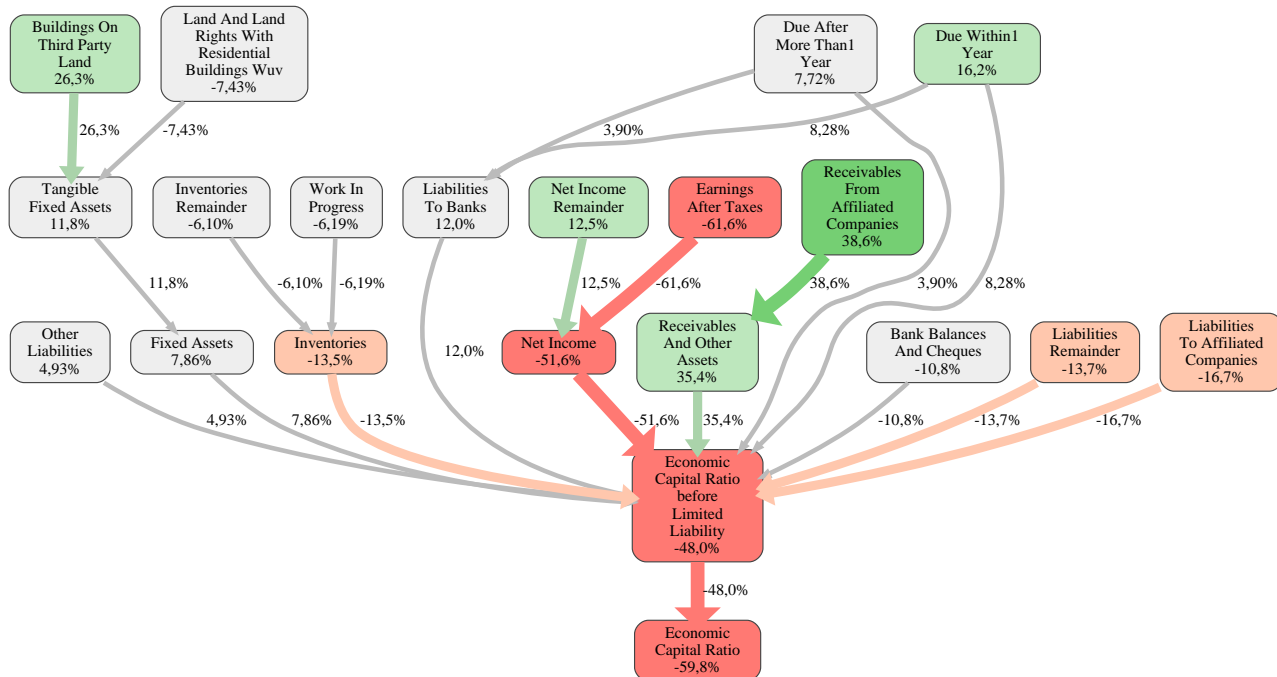 Buildings On
Third Party
Land
26,3%
Land And Land
Rights With
Residential
Buildings Wuv
-7,43%
Due After
More Than1
Year
7,72%
Due Within1
Year
16,2%
26,3%
-7,43%
3,90%
8,28%
Tangible
Fixed Assets
11,8%
Inventories
Remainder
-6,10%
Work In
Progress
-6,19%
Liabilities
To Banks
12,0%
Net Income
Remainder
12,5%
Earnings
After Taxes
-61,6%
Receivables
From
Affiliated
Companies
38,6%
11,8%
-6,10%
-6,19%
12,5%
-61,6%
38,6%
3,90%
8,28%
Other
Liabilities
4,93%
Fixed Assets
7,86%
Inventories
-13,5%
12,0%
Net Income
-51,6%
Receivables
And Other
Assets
35,4%
Bank Balances
And Cheques
-10,8%
Liabilities
Remainder
-13,7%
Liabilities
To Affiliated
Companies
-16,7%
4,93%
7,86%
-13,5%
-51,6%
35,4%
-10,8%
-13,7%
-16,7%
Economic
Capital Ratio
before
Limited
Liability
-48,0%
-48,0%
Economic
Capital Ratio
-59,8%